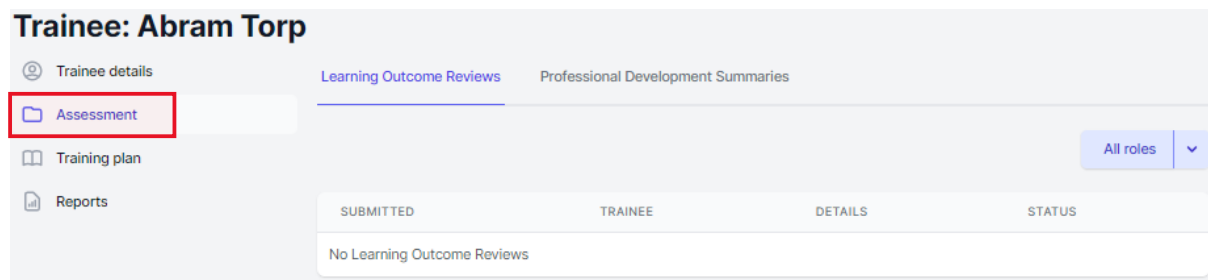 Trainee: Abram Torp
Trainee details
Assessment
Training plan
Reports
Learning Outcome Reviews Professional Development Summaries
All roles
SUBMITTED TRAINEE DETAILS STATUS
No Learning Outcome Reviews